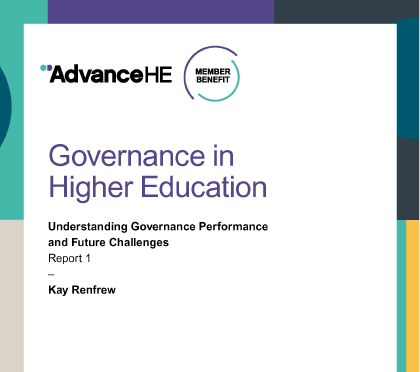 AdvanceHE
MEMBER
BENEFIT
Governance in
Higher Education
Understanding Governance Performance
and Future Challenges
Report 1
–
Kay Renfrew